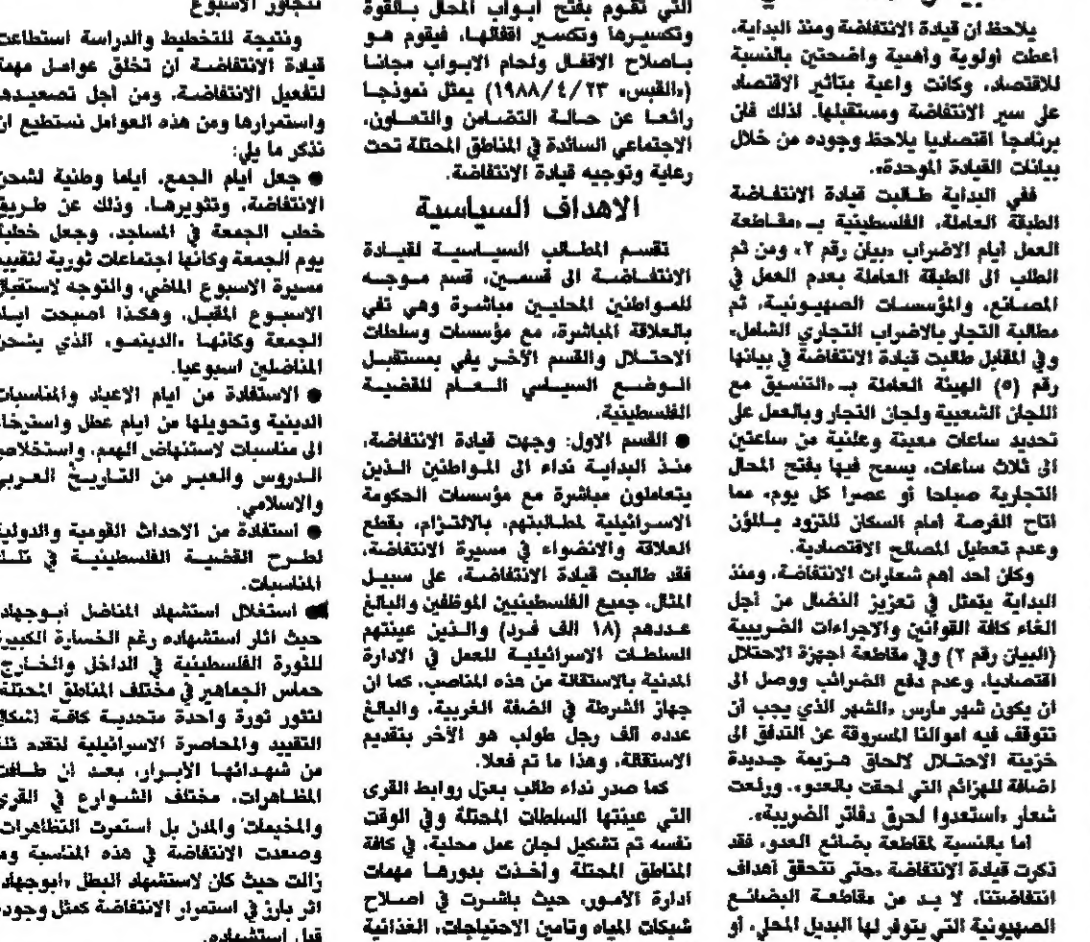 يلاحظ ان قيادة الانتفاضة ومنذ البداية،
أعطت أولوية وأهمية واضحتين بالنسبة
للاقتصاد، وكانت واعية بتأثير الاقتصاد
على سير الانتفاضة ومستقبلها. لذلك فان
برنامجا اقتصاديا يلاحظ وجوده من خلال
بيانات القيادة الموحدة.
ففي البداية طالبت قيادة الانتفاضة
الطبقة العاملة، الفلسطينية بـ «مقاطعة
العمل ايام الاضراب «بيان رقم ٢، ومن ثم
الطلب الى الطبقة العاملة بعدم العمل في
المصانع، والمؤسسات الصهيونية، ثم
مطالبة التجار بالاضراب التجاري الشامل،
وفي المقابل طالبت قيادة الانتفاضة في بيانها
رقم (٥) الهيئة العاملة بـ «التنسيق مع
اللجان الشعبية ولجان التجار وبالعمل على
تحديد ساعات معينة وعلنية من ساعتين
الى ثلاث ساعات، يسمح فيها بفتح المحال
التجارية صباحا أو عصرا كل يوم، مما
اتاح الفرصة امام السكان للتزود بالمؤن
وعدم تعطيل المصالح الاقتصادية.
وكان أحد اهم شعارات الانتفاضة، ومنذ
البداية يتمثل في تعزيز النضال من أجل
الغاء كافة القوانين والاجراءات الضريبية
(البيان رقم ٢) وفي مقاطعة اجهزة الاحتلال
اقتصاديا، وعدم دفع الضرائب ووصل الى
ان يكون شهر مارس «الشهر الذي يجب أن
تتوقف فيه اموالنا المسروقة عن التدفق الى
خزينة الاحتلال لالحاق هزيمة جديدة
اضافة للهزائم التي لحقت بالعدو، ورفعت
شعار «استعدوا لحرق دفاتر الضريبة».
اما بالنسبة لمقاطعة بضائع العدو، فقد
ذكرت قيادة الانتفاضة «حتى تتحقق أهداف
انتفاضتنا، لا بد من مقاطعة البضائع
الصهيونية التي يتوفر لها البديل المحلي، أو
التي تقوم بفتح أبواب المحال بالقوة
وتكسيرها وتكسير اقفالها، فيقوم هو
باصلاح الاقفال ولحام الابواب مجانا
(«القبس» ٢٣/٤/١٩٨٨) يمثل نموذجا
رائعا عن حالة التضامن والتعاون،
الاجتماعي السائدة في المناطق المحتلة تحت
رعاية وتوجيه قيادة الانتفاضة.
الاهداف السياسية
تقسم المطالب السياسية لقيادة
الانتفاضة الى قسمين، قسم موجه
للمواطنين المحليين مباشرة وهي تفي
بالعلاقة المباشرة، مع مؤسسات وسلطات
الاحتلال والقسم الآخر يفي بمستقبل
الوضع السياسي العام للقضية
الفلسطينية.
● القسم الاول: وجهت قيادة الانتفاضة،
منذ البداية نداء الى المواطنين الذين
يتعاملون مباشرة مع مؤسسات الحكومة
الاسرائيلية لمطالبتهم، بالالتزام، بقطع
العلاقة والانضواء في مسيرة الانتفاضة،
فقد طالبت قيادة الانتفاضة، على سبيل
المثال، جميع الفلسطينيين الموظفين والبالغ
عددهم (١٨ الف فرد) والذين عينتهم
السلطات الاسرائيلية للعمل في الادارة
المدنية بالاستقالة من هذه المناصب، كما ان
جهاز الشرطة في الضفة الغربية، والبالغ
عدده ألف رجل طولب هو الآخر بتقديم
الاستقالة، وهذا ما تم فعلا.
كما صدر نداء طالب بعزل روابط القرى
التي عينتها السلطات المحتلة وفي الوقت
نفسه تم تشكيل لجان عمل محلية، في كافة
المناطق المحتلة وأخذت بدورها مهمات
ادارة الأمور، حيث باشرت في اصلاح
شبكات المياه وتامين الاحتياجات، الغذائية
لتجاوز الأسبوع
ونتيجة للتخطيط والدراسة استطاعت
قيادة الانتفاضة ان تخلق عوامل مهمة
لتفعيل الانتفاضة، ومن اجل تصعيدها
واستمرارها ومن هذه العوامل نستطيع ان
نذكر ما يلي:
● جعل أيام الجمع، أياما وطنية لشحن
الانتفاضة، وتثويرها، وذلك عن طريق
خطب الجمعة في المساجد، وجعل خطبة
يوم الجمعة وكأنها اجتماعات ثورية لتقييم
مسيرة الاسبوع الماضي، والتوجه لاستقبال
الاسبوع المقبل، وهكذا اصبحت ايام
الجمعة وكأنها «الدينمو» الذي يشحن
المناضلين اسبوعيا.
● الاستفادة من ايام الاعياد والمناسبات
الدينية وتحويلها من أيام عطل واسترخاء
الى مناسبات لاستنهاض الهمم، واستخلاص
الدروس والعبر من التاريخ العربي
والاسلامي.
● استفادة من الاحداث القومية والدولية
لطرح القضية الفلسطينية في تلك
المناسبات.
● استغلال استشهاد المناضل أبوجهاد،
حيث اثار استشهاده رغم الخسارة الكبيرة
للثورة الفلسطينية في الداخل والخارج،
حماس الجماهير في مختلف المناطق المحتلة،
لتثور ثورة واحدة متحدية كافة اشكال
التقييد والمحاصرة الاسرائيلية لتقدم ثلة
من شهدائها الأبرار، بعد ان طافت
المظاهرات، مختلف الشوارع في القرى
والمخيمات والمدن بل استمرت التظاهرات،
وصعدت الانتفاضة في هذه المناسبة وما
زالت حيث كان لاستشهاد البطل «ابوجهاد»
اثر بارز في استمرار الانتفاضة كمثل وجوده
قبل استشهاده.